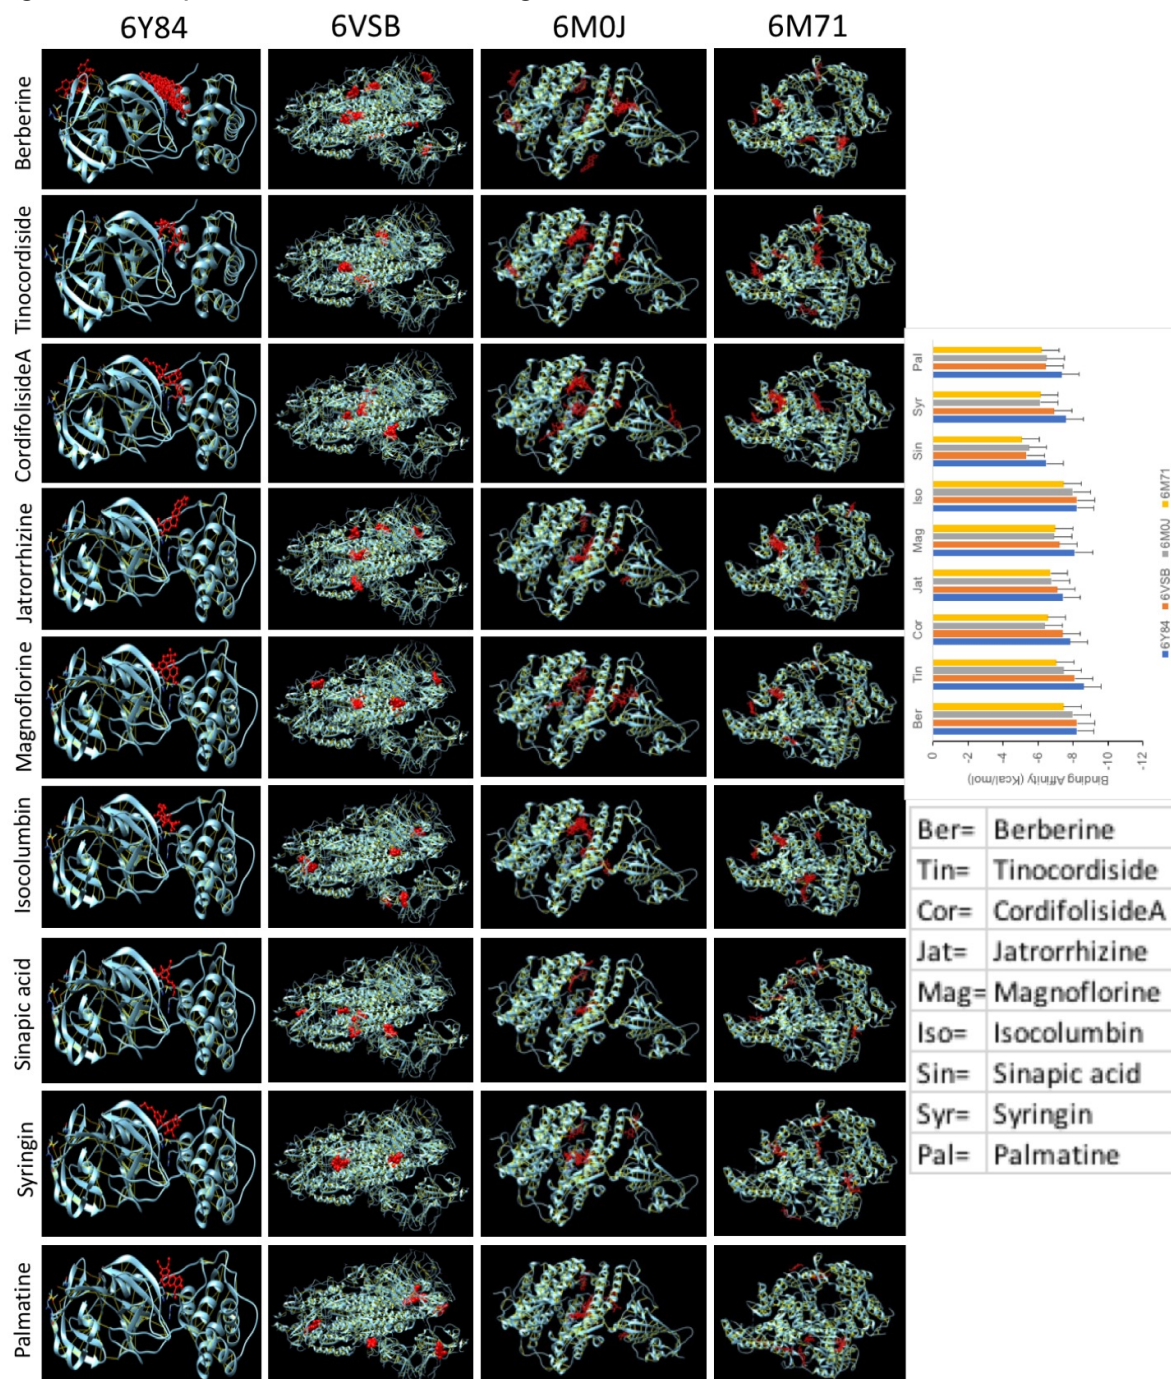 6Y84 6VSB 6M0J 6M71
Berberine
Tinocordiside
CordifolisideA
Jatrorrhizine
Magnoflorine
Isocolumbin
Sinapic acid
Syringin
Palmatine
Binding Affinity (Kcal/mol)
0 -2 -4 -6 -8 -10 -12
Ber Tin Cor Jat Mag Iso Sin Syr Pal
6Y84 6VSB 6M0J 6M71
Ber= Berberine
Tin= Tinocordiside
Cor= CordifolisideA
Jat= Jatrorrhizine
Mag= Magnoflorine
Iso= Isocolumbin
Sin= Sinapic acid
Syr= Syringin
Pal= Palmatine